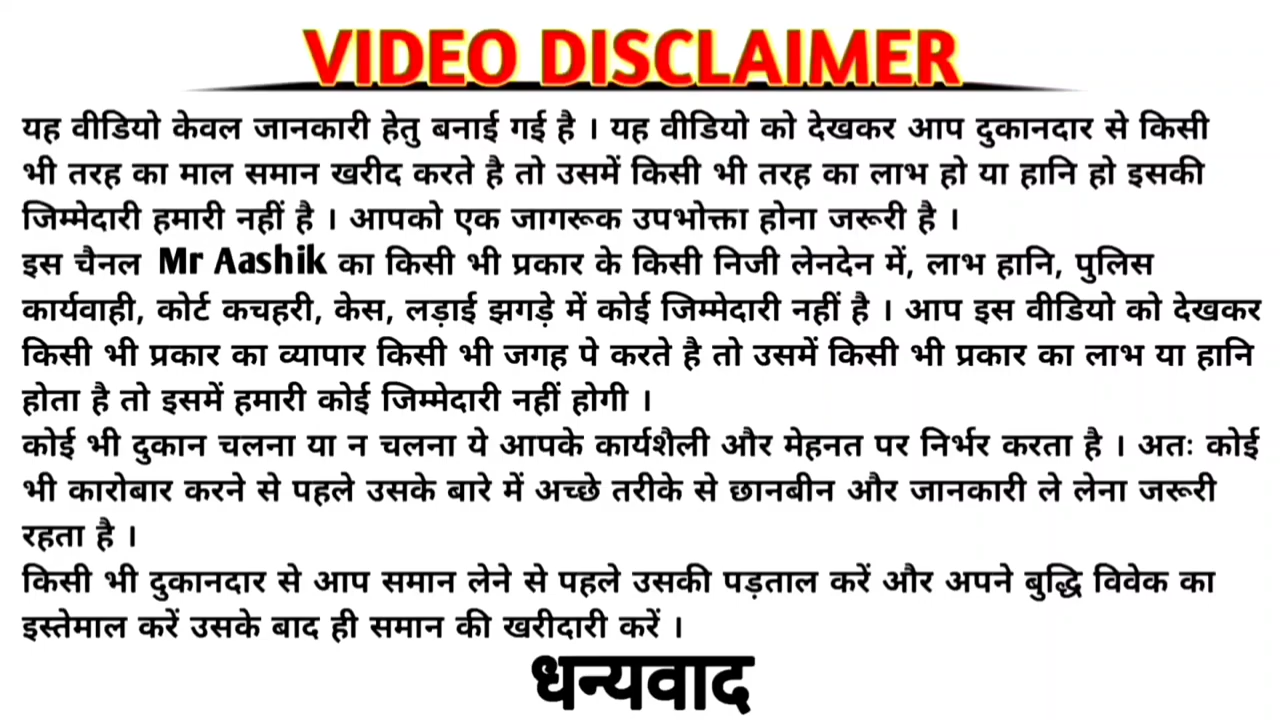 VIDEO DISCLAIMER
यह वीडियो केवल जानकारी हेतु बनाई गई है । यह वीडियो को देखकर आप दुकानदार से किसी
भी तरह का माल समान खरीद करते है तो उसमें किसी भी तरह का लाभ हो या हानि हो इसकी
जिम्मेदारी हमारी नहीं है । आपको एक जागरूक उपभोक्ता होना जरूरी है ।
इस चैनल Mr Aashik का किसी भी प्रकार के किसी निजी लेनदेन में, लाभ हानि, पुलिस
कार्यवाही, कोर्ट कचहरी, केस, लड़ाई झगड़े में कोई जिम्मेदारी नहीं है । आप इस वीडियो को देखकर
किसी भी प्रकार का व्यापार किसी भी जगह पे करते है तो उसमें किसी भी प्रकार का लाभ या हानि
होता है तो इसमें हमारी कोई जिम्मेदारी नहीं होगी ।
कोई भी दुकान चलना या न चलना ये आपके कार्यशैली और मेहनत पर निर्भर करता है । अतः कोई
भी कारोबार करने से पहले उसके बारे में अच्छे तरीके से छानबीन और जानकारी ले लेना जरूरी
रहता है ।
किसी भी दुकानदार से आप समान लेने से पहले उसकी पड़ताल करें और अपने बुद्धि विवेक का
इस्तेमाल करें उसके बाद ही समान की खरीदारी करें ।
धन्यवाद